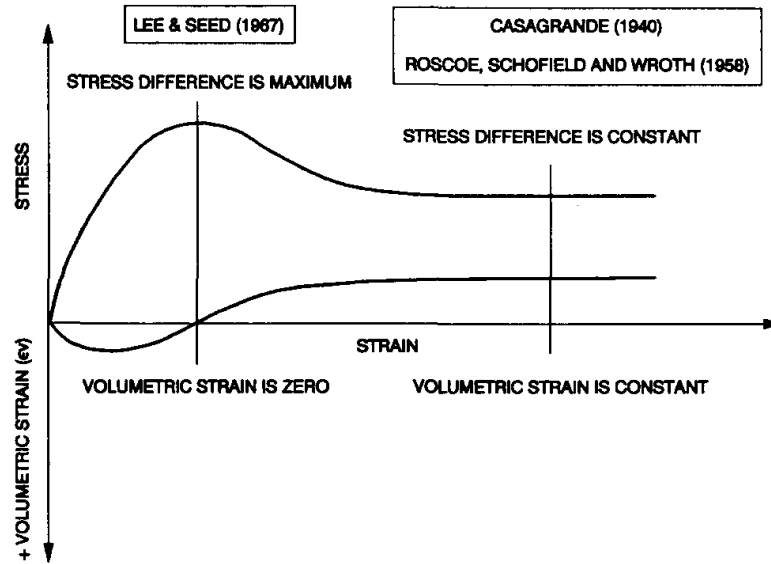 LEE & SEED (1967)
STRESS DIFFERENCE IS MAXIMUM
CASAGRANDE (1940)
ROSCOE, SCHOFIELD AND WROTH (1958)
STRESS DIFFERENCE IS CONSTANT
STRESS
STRAIN
VOLUMETRIC STRAIN IS ZERO
VOLUMETRIC STRAIN IS CONSTANT
+ VOLUMETRIC STRAIN (ev)